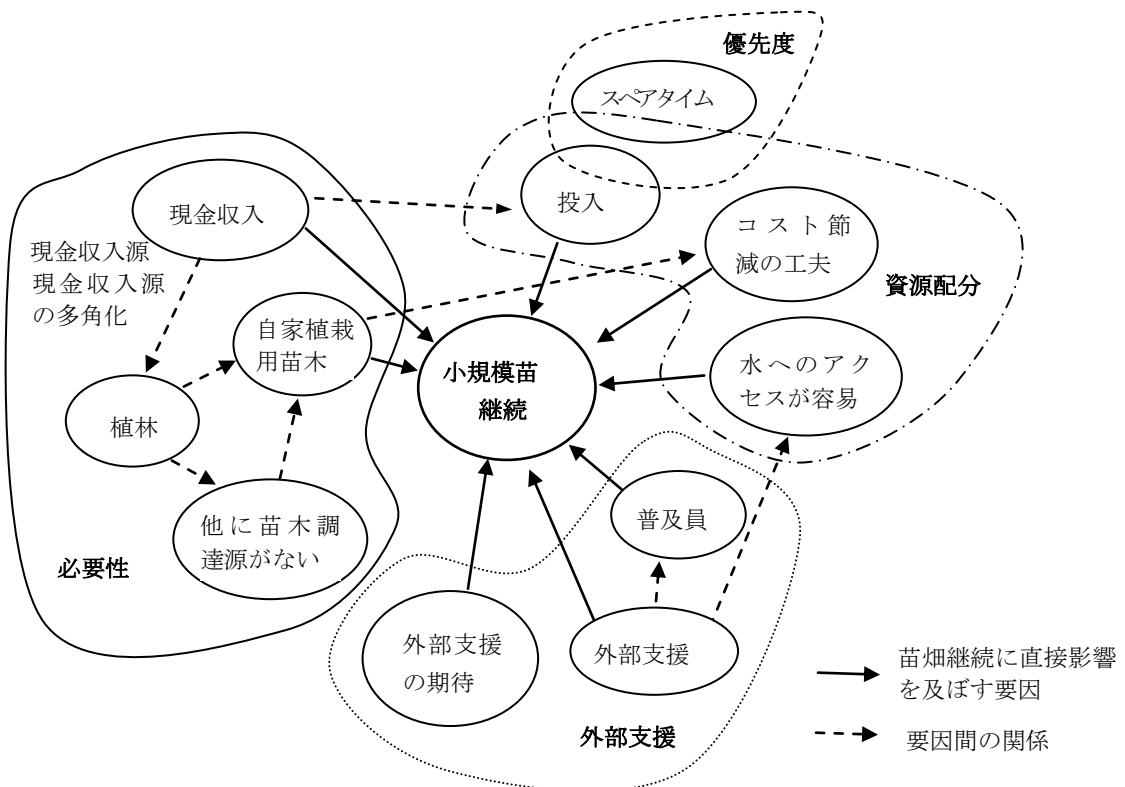 優先度
スペアタイム
投入
現金収入
コスト節
減の工夫
資源配分
現金収入源
現金収入源
の多角化
自家植栽
用苗木
小規模苗
継続
水へのアク
セスが容易
植林
他に苗木調
達源がない
必要性
普及員
外部支援
の期待
外部支援
外部支援
苗畑継続に直接影響
を及ぼす要因
要因間の関係